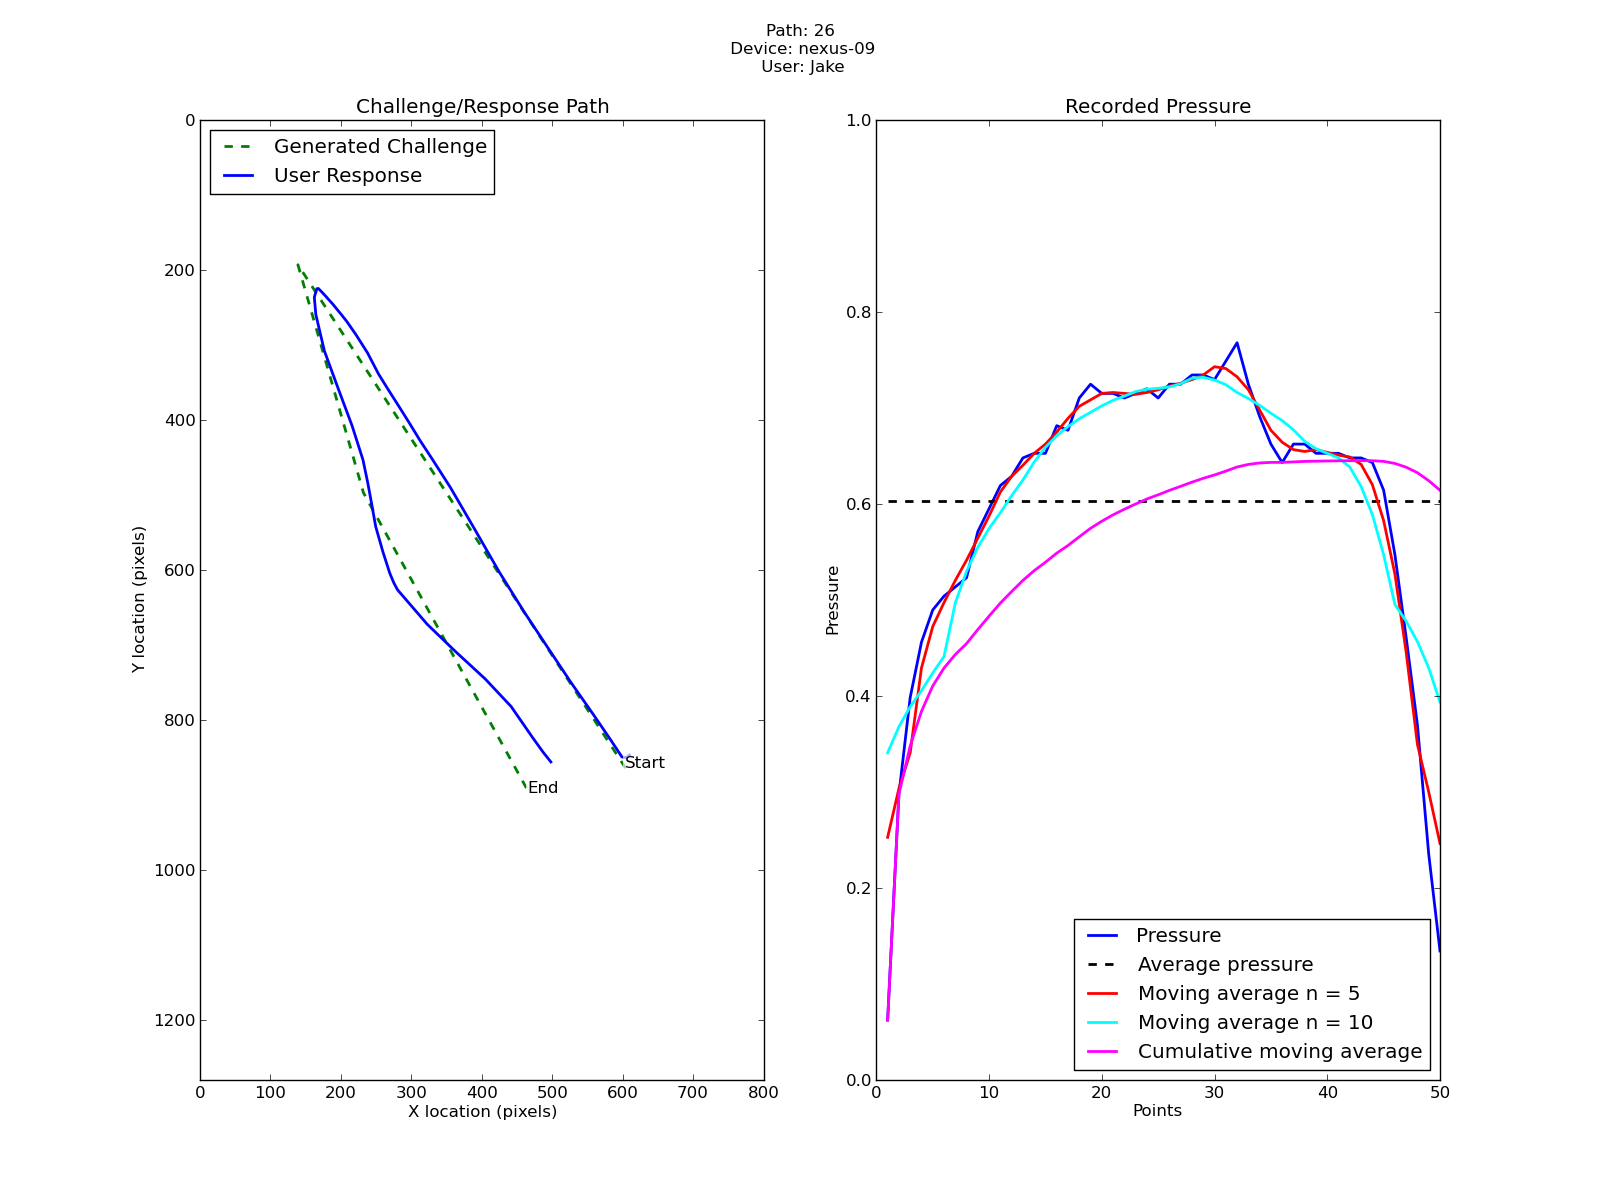 Path: 26
Device: nexus-09
User: Jake
Challenge/Response Path
Generated Challenge
User Response
0
200
400
600
800
1000
1200
Y location (pixels)
Start
End
0 100 200 300 400 500 600 700 800
X location (pixels)
Recorded Pressure
1.0
0.8
0.6
0.4
0.2
0.0
Pressure
Pressure
Average pressure
Moving average n = 5
Moving average n = 10
Cumulative moving average
0 10 20 30 40 50
Points